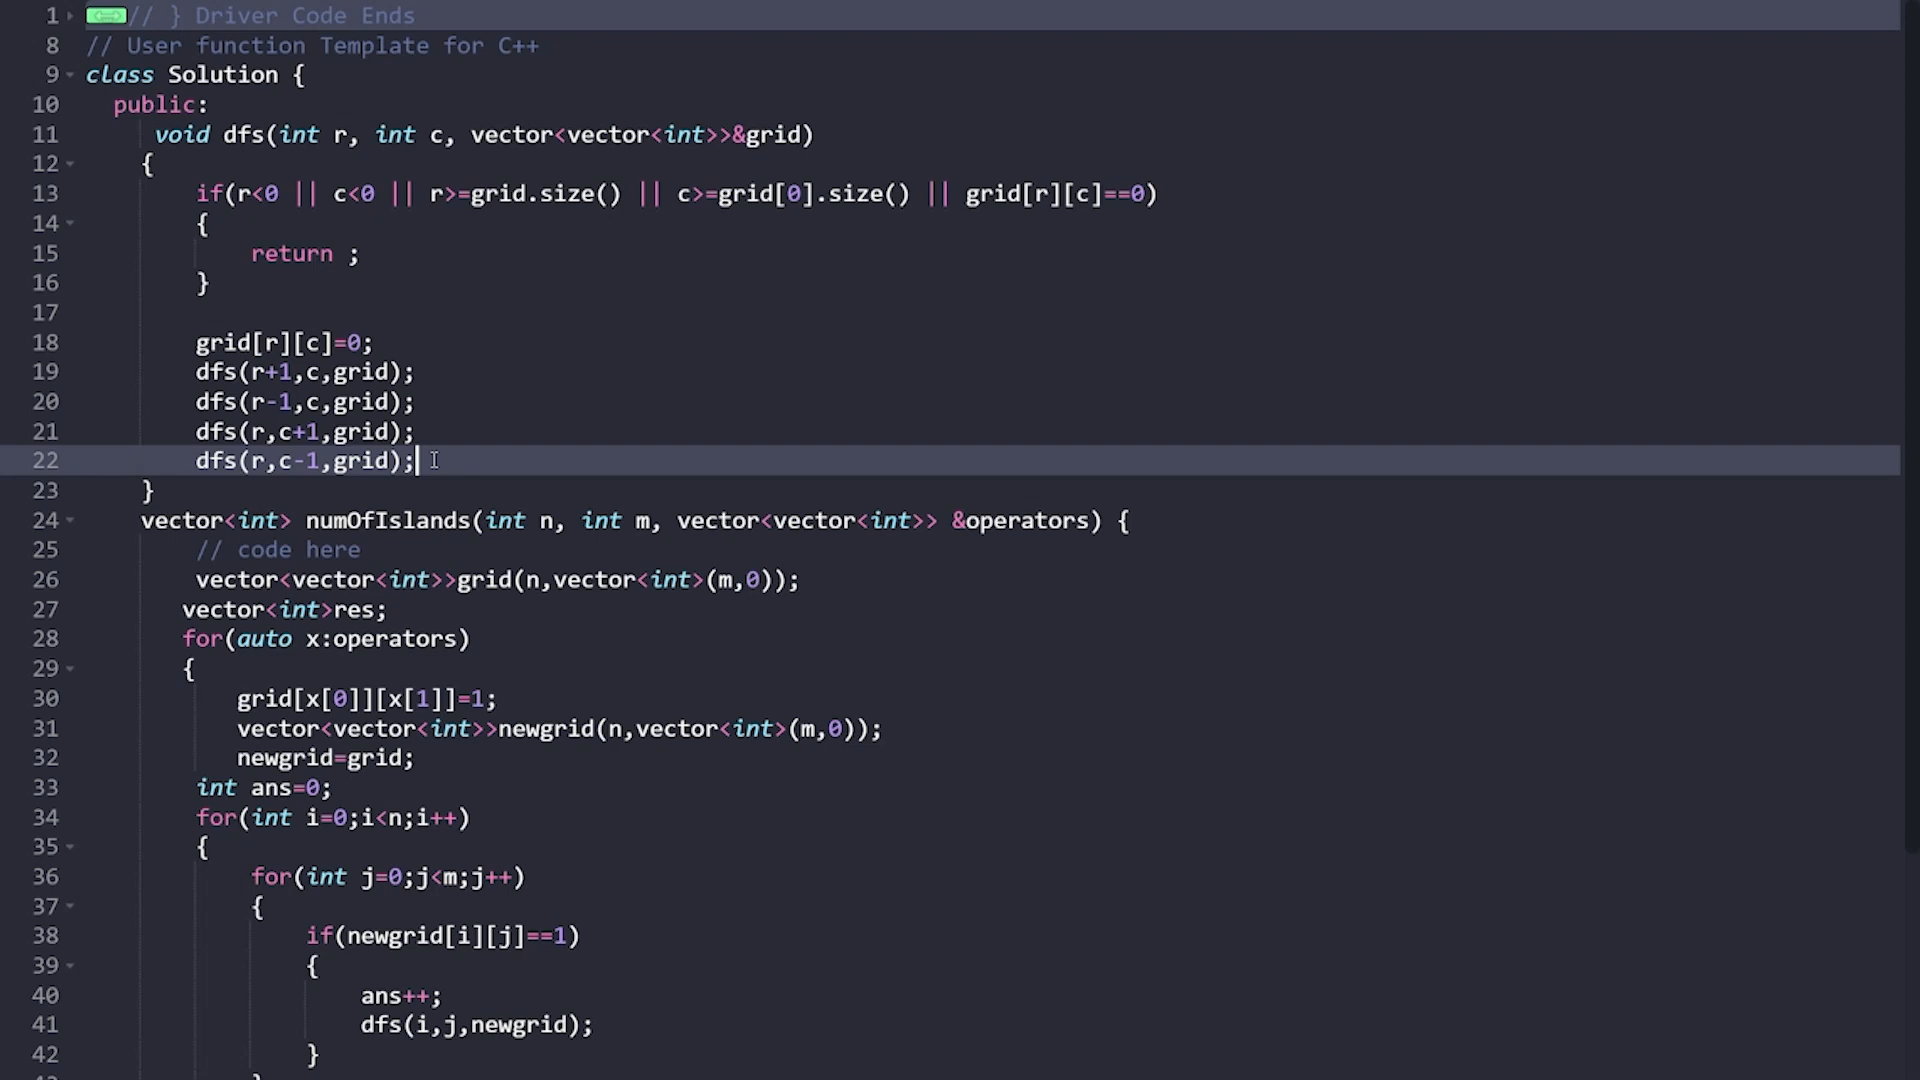 1 // } Driver Code Ends
8 // User function Template for C++
9 class Solution {
10 public:
11 void dfs(int r, int c, vector<vector<int>>&grid)
12 {
13 if(r<0 || c<0 || r>=grid.size() || c>=grid[0].size() || grid[r][c]==0)
14 {
15 return ;
16 }
17
18 grid[r][c]=0;
19 dfs(r+1,c,grid);
20 dfs(r-1,c,grid);
21 dfs(r,c+1,grid);
22 dfs(r,c-1,grid);
23 }
24 vector<int> numOfIslands(int n, int m, vector<vector<int>> &operators) {
25 // code here
26 vector<vector<int>>grid(n,vector<int>(m,0));
27 vector<int>res;
28 for(auto x:operators)
29 {
30 grid[x[0]][x[1]]=1;
31 vector<vector<int>>newgrid(n,vector<int>(m,0));
32 newgrid=grid;
33 int ans=0;
34 for(int i=0;i<n;i++)
35 {
36 for(int j=0;j<m;j++)
37 {
38 if(newgrid[i][j]==1)
39 {
40 ans++;
41 dfs(i,j,newgrid);
42 }